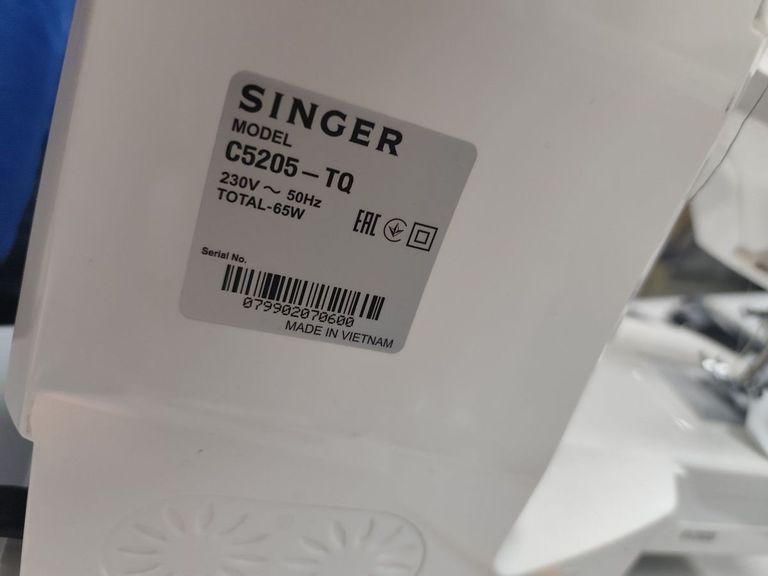 SINGER
MODEL
C5205-TQ
230V ~ 50Hz
TOTAL-65W
EAC
Serial No.
079902070600
MADE IN VIETNAM